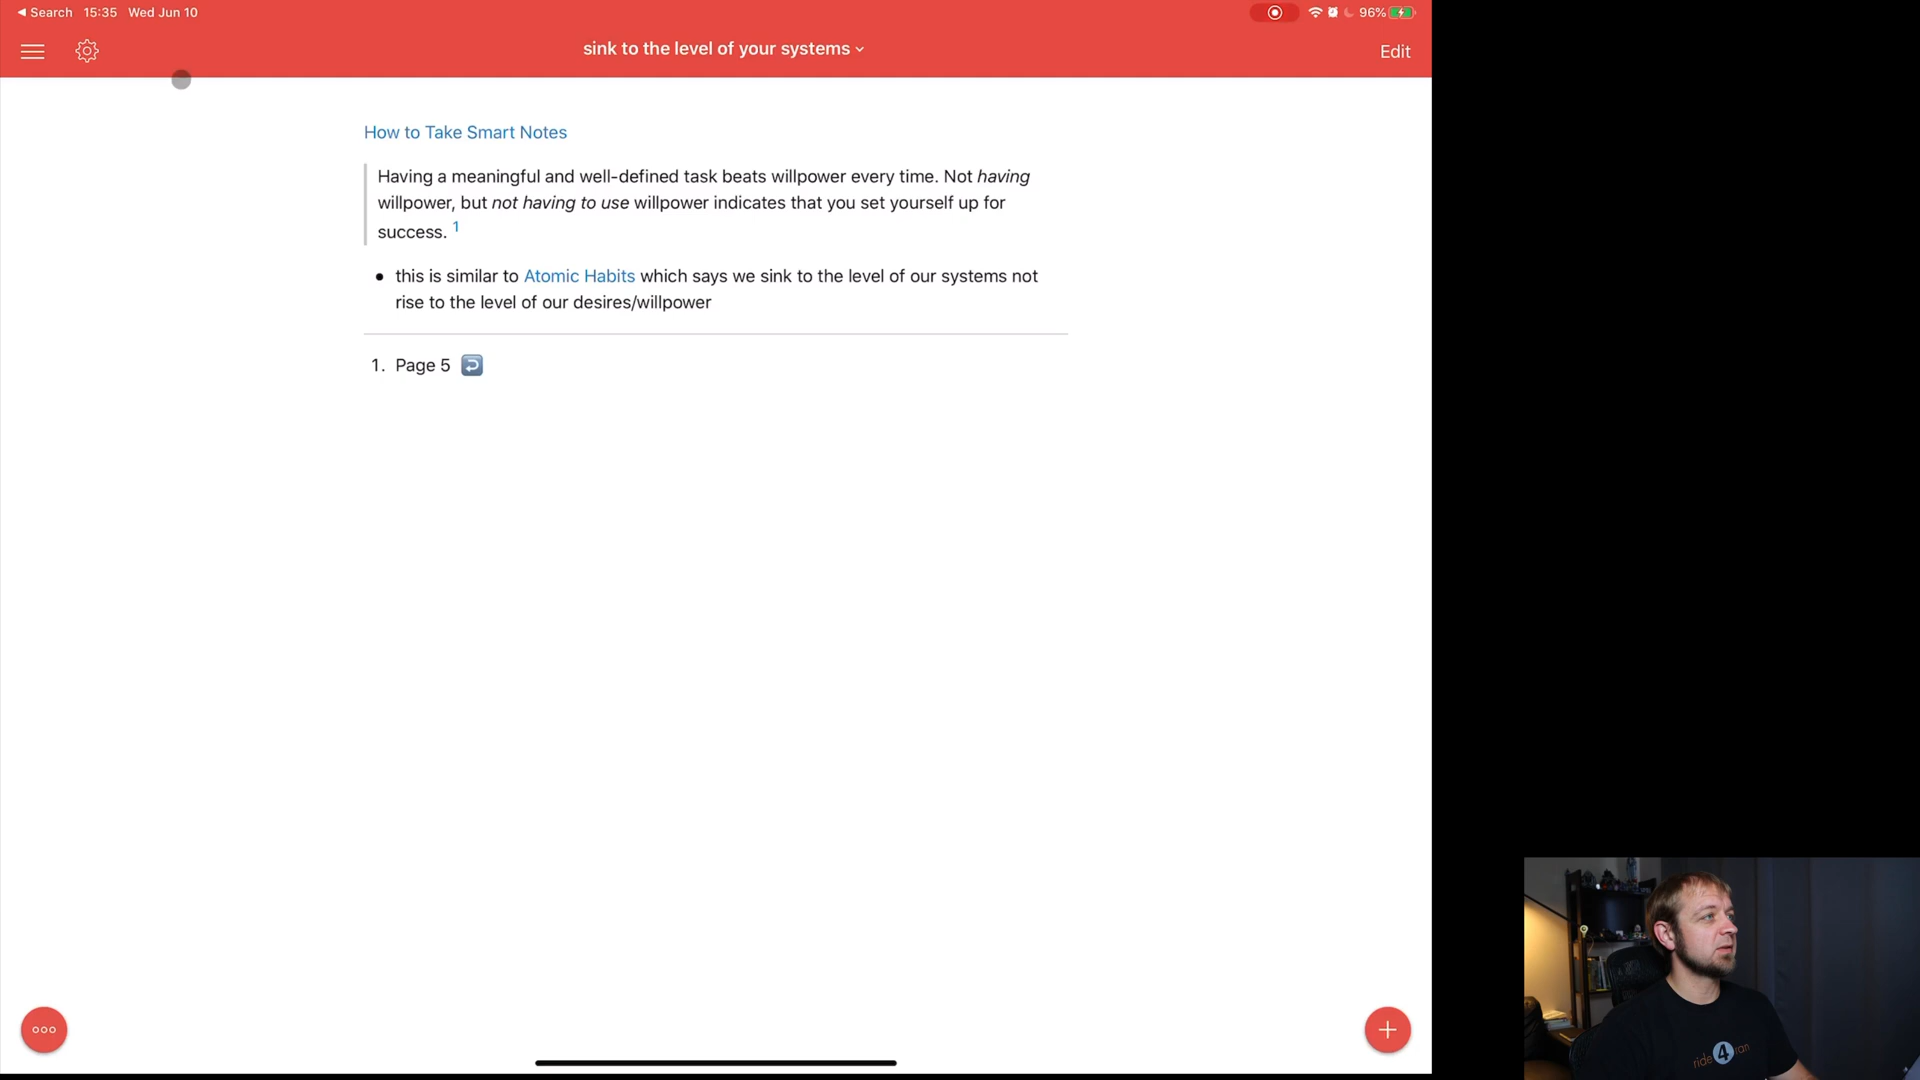 ◀ Search 15:35 Wed Jun 10
96%
sink to the level of your systems
Edit
How to Take Smart Notes
Having a meaningful and well-defined task beats willpower every time. Not having
willpower, but not having to use willpower indicates that you set yourself up for
success. 1
• this is similar to Atomic Habits which says we sink to the level of our systems not
rise to the level of our desires/willpower
1. Page 5
ride 4 ian